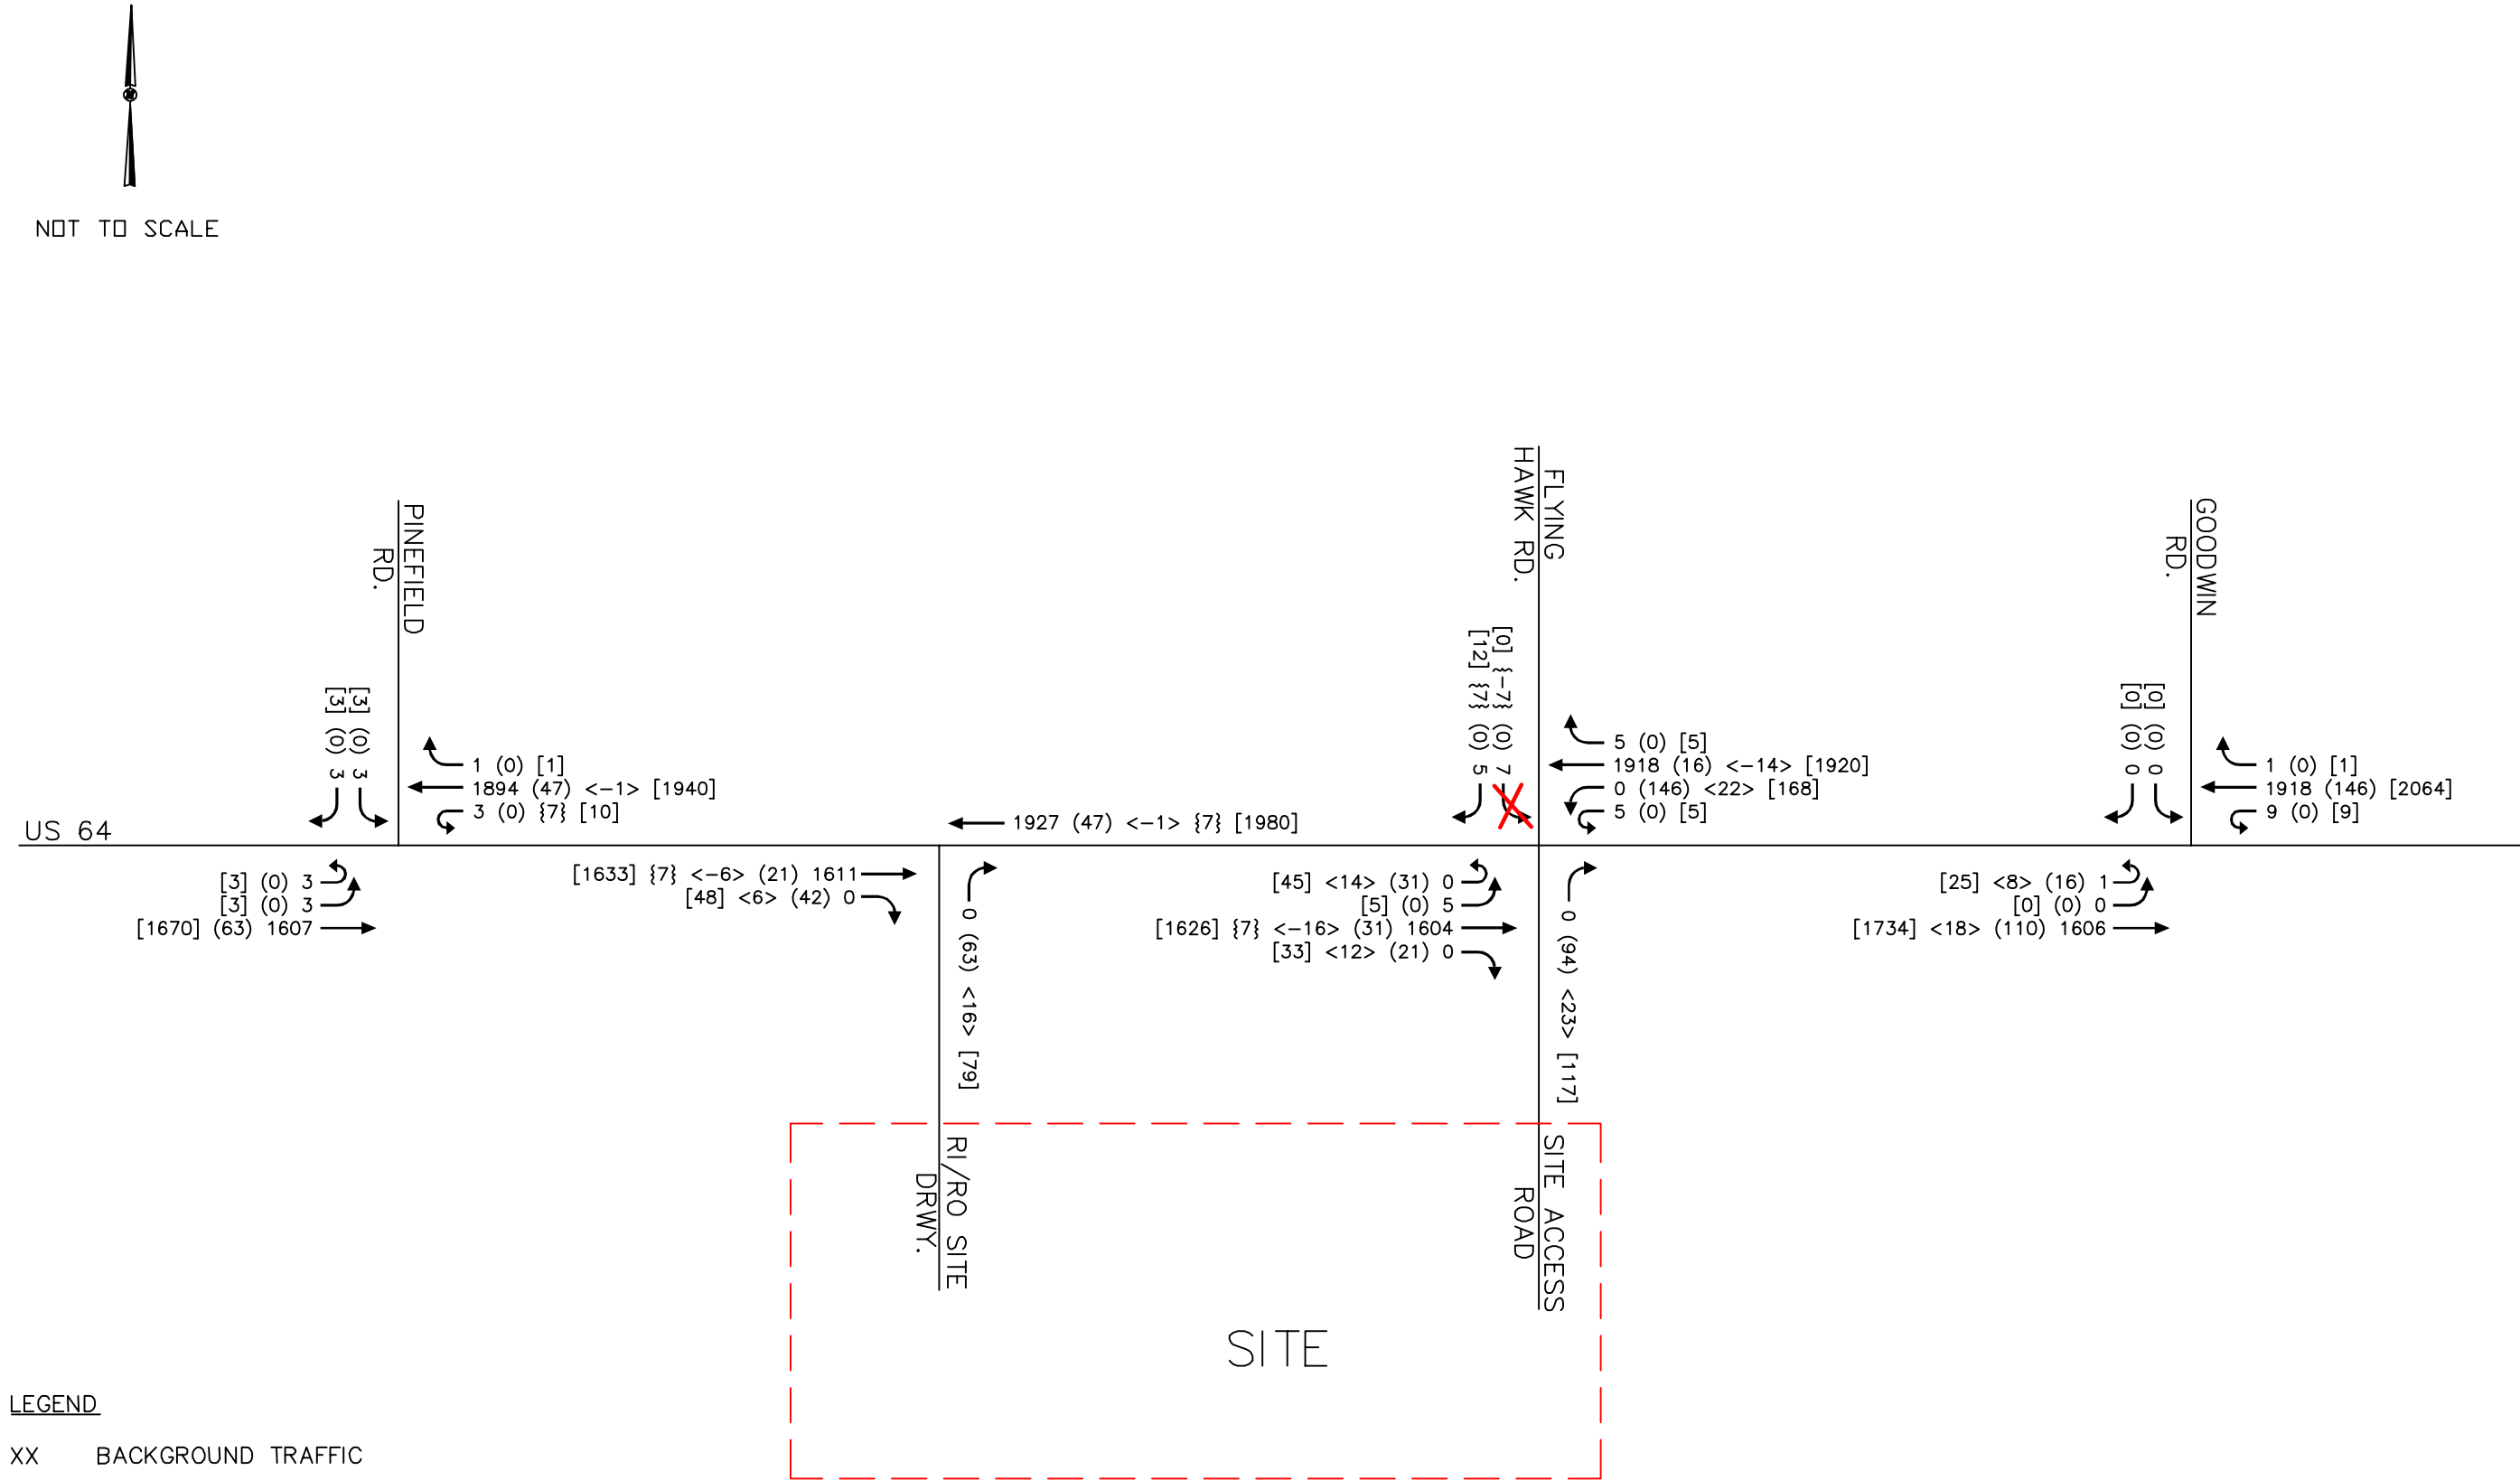 NOT TO SCALE
PINEFIELD
RD.
FLYING
HAWK RD.
GOODWIN
RD.
[3] (0) 3
[3] (0) 3
1 (0) [1]
1894 (47) <-1> [1940]
3 (0) {7} [10]
US 64
[3] (0) 3
[3] (0) 3
[1670] (63) 1607
1927 (47) <-1> {7} [1980]
[1633] {7} <-6> (21) 1611
[48] <6> (42) 0
0 (63) <16> [79]
[0] {-7} (0) 7
[12] {7} (0) 5
5 (0) [5]
1918 (16) <-14> [1920]
0 (146) <22> [168]
5 (0) [5]
[45] <14> (31) 0
[5] (0) 5
[1626] {7} <-16> (31) 1604
[33] <12> (21) 0
0 (94) <23> [117]
[0] (0) 0
[0] (0) 0
1 (0) [1]
1918 (146) [2064]
9 (0) [9]
[25] <8> (16) 1
[0] (0) 0
[1734] <18> (110) 1606
RI/RO SITE
DRWY.
SITE ACCESS
ROAD
SITE
LEGEND
XX BACKGROUND TRAFFIC